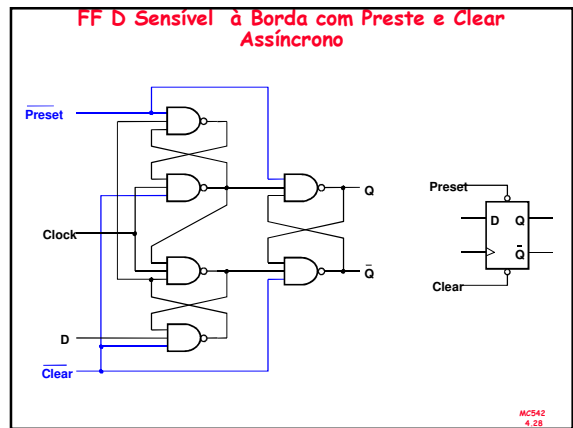 FF D Sensível à Borda com Preste e Clear
Assíncrono
Preset
Clock
D
Clear
Q
Q
Preset
D Q
Q
Clear
MC542
4.28